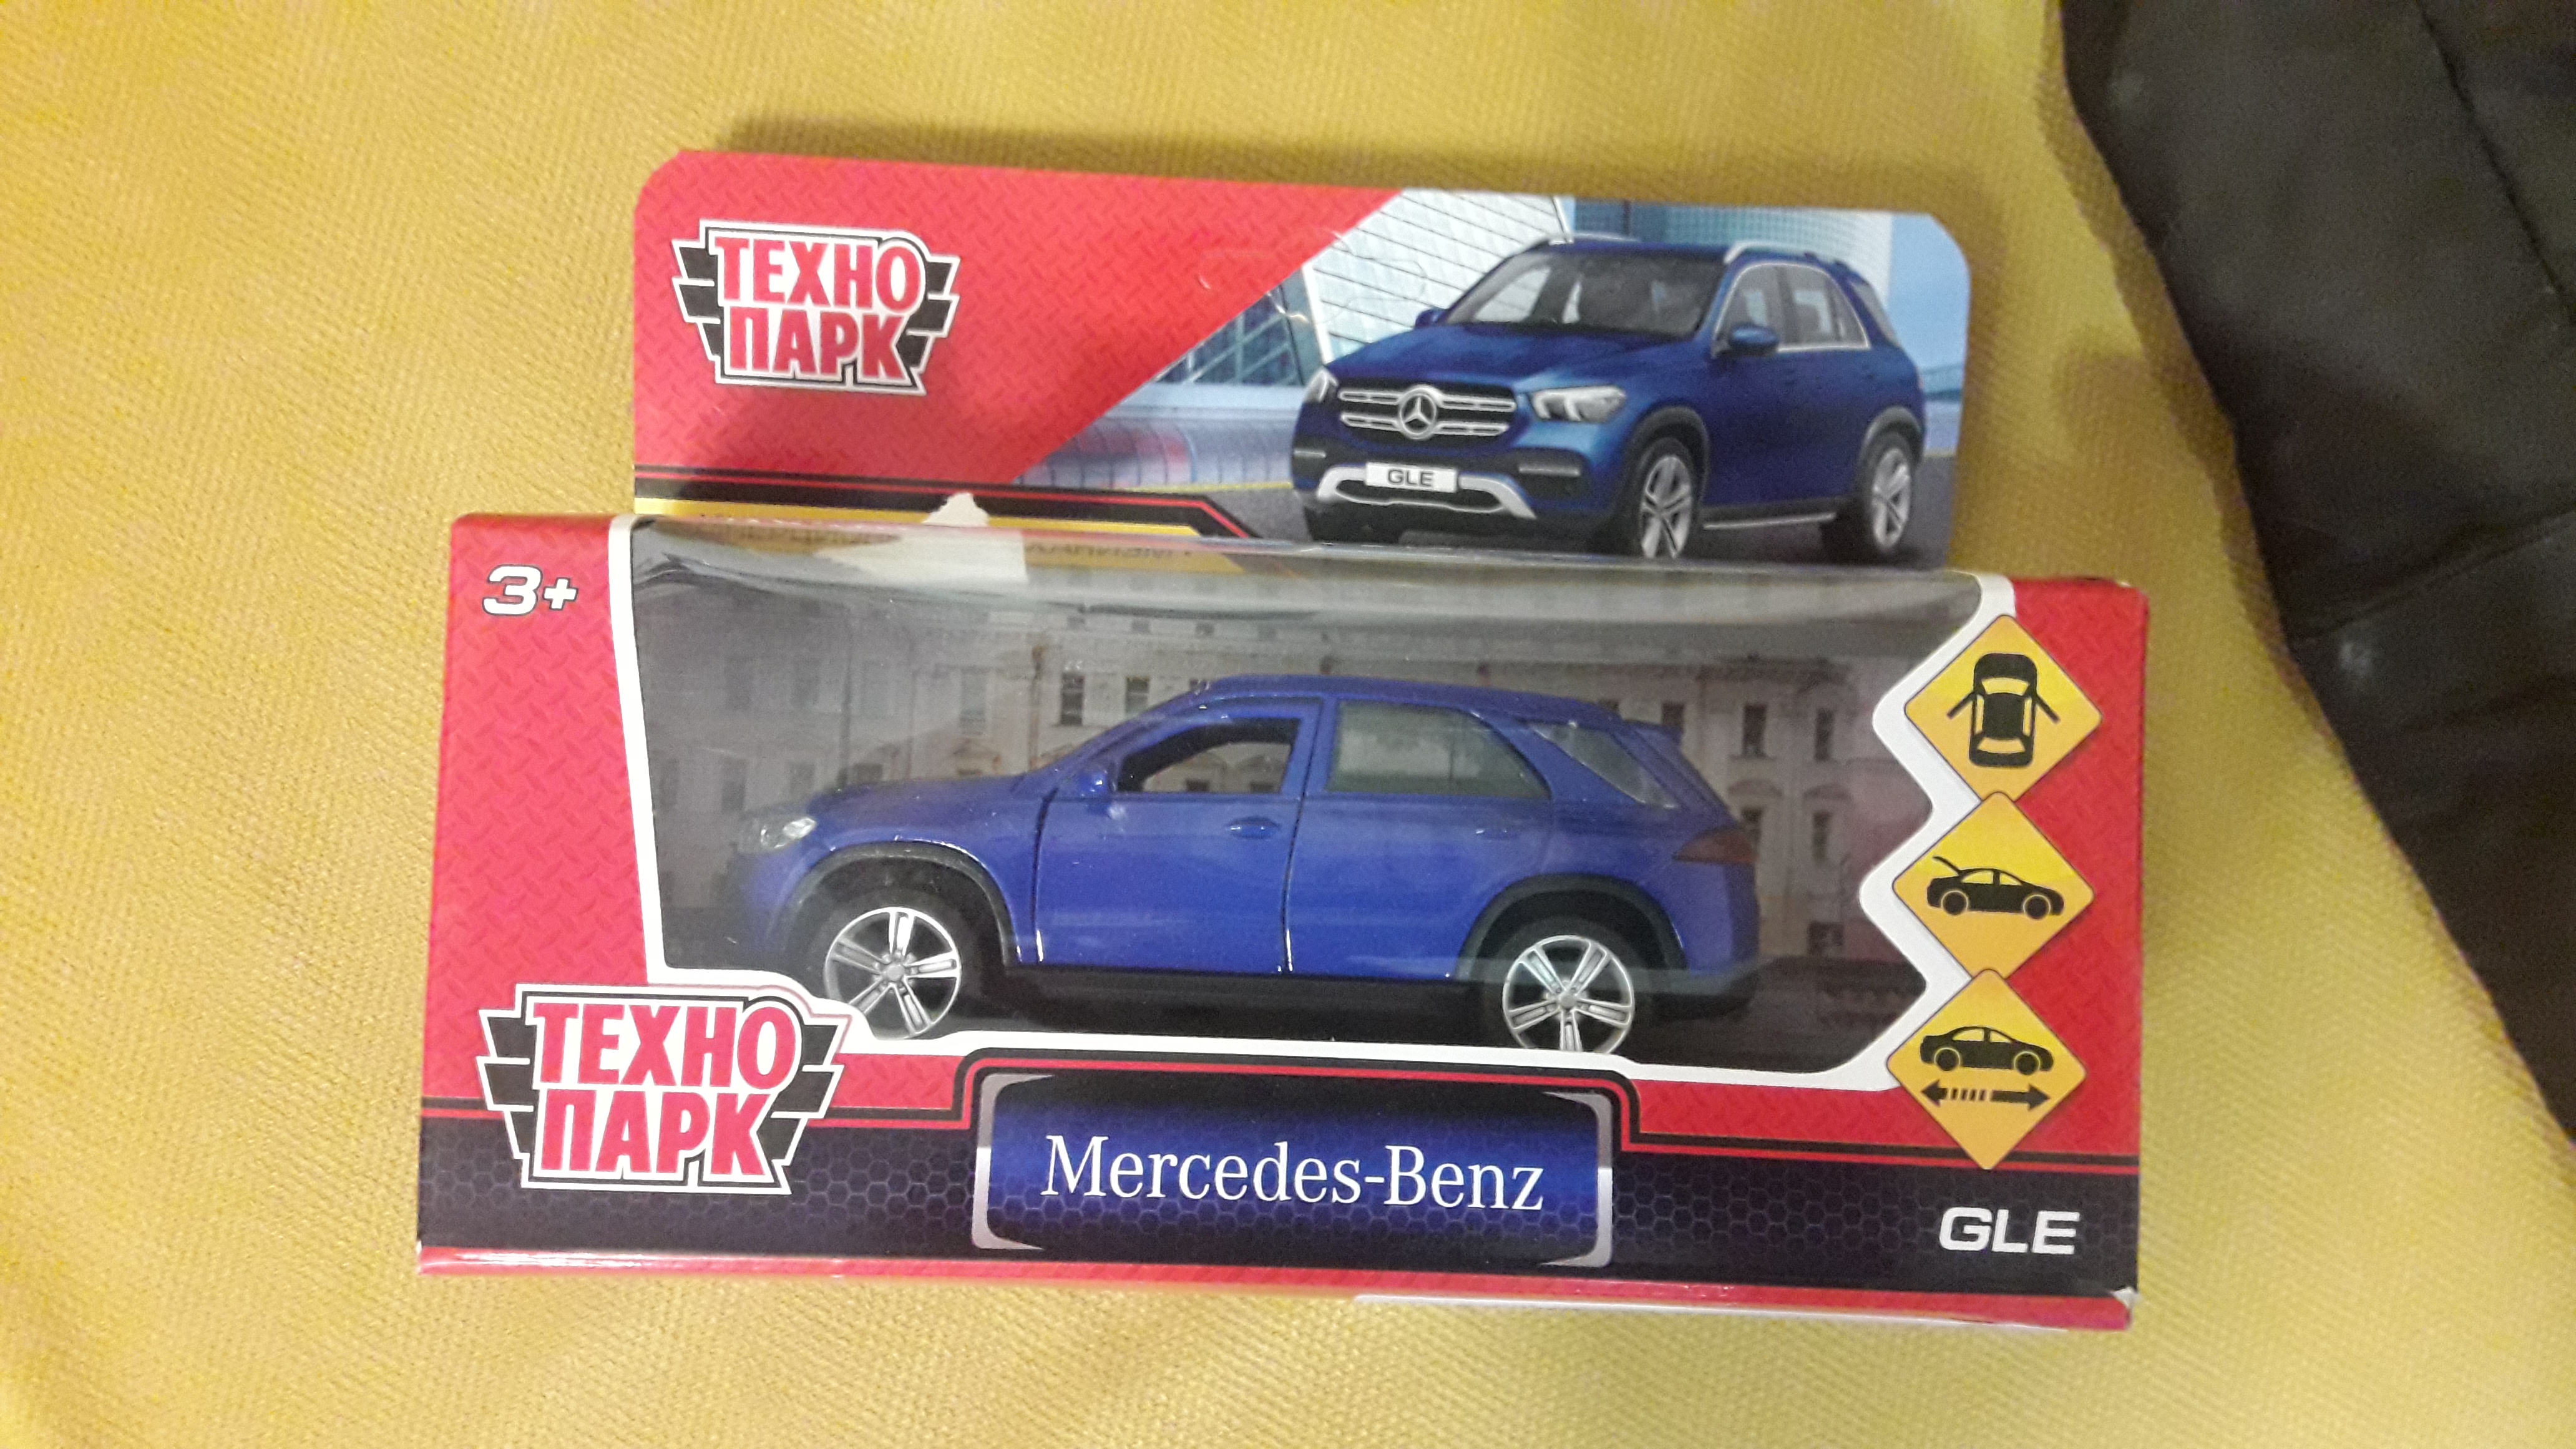 ТЕХНО
ПАРК
GLE
3+
ТЕХНО
ПАРК
Mercedes-Benz
GLE